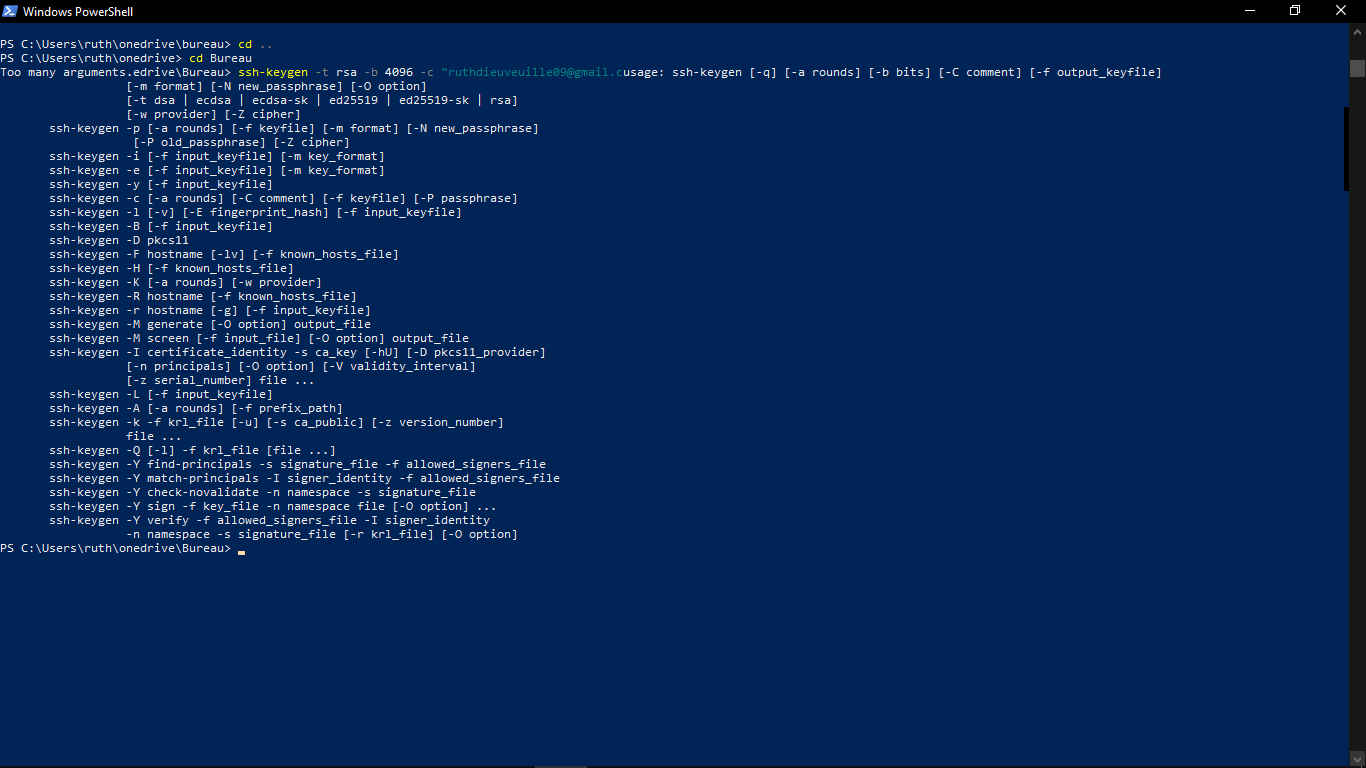 Windows PowerShell
PS C:\Users\ruth\onedrive\bureau> cd ..
PS C:\Users\ruth\onedrive> cd Bureau
Too many arguments.edrive\Bureau> ssh-keygen -t rsa -b 4096 -c "ruthdieuveuille09@gmail.cusage: ssh-keygen [-q] [-a rounds] [-b bits] [-C comment] [-f output_keyfile]
[-m format] [-N new_passphrase] [-O option]
[-t dsa | ecdsa | ecdsa-sk | ed25519 | ed25519-sk | rsa]
[-w provider] [-Z cipher]
ssh-keygen -p [-a rounds] [-f keyfile] [-m format] [-N new_passphrase]
[-P old_passphrase] [-Z cipher]
ssh-keygen -i [-f input_keyfile] [-m key_format]
ssh-keygen -e [-f input_keyfile] [-m key_format]
ssh-keygen -y [-f input_keyfile]
ssh-keygen -c [-a rounds] [-C comment] [-f keyfile] [-P passphrase]
ssh-keygen -l [-v] [-E fingerprint_hash] [-f input_keyfile]
ssh-keygen -B [-f input_keyfile]
ssh-keygen -D pkcs11
ssh-keygen -F hostname [-lv] [-f known_hosts_file]
ssh-keygen -H [-f known_hosts_file]
ssh-keygen -K [-a rounds] [-w provider]
ssh-keygen -R hostname [-f known_hosts_file]
ssh-keygen -r hostname [-g] [-f input_keyfile]
ssh-keygen -M generate [-O option] output_file
ssh-keygen -M screen [-f input_file] [-O option] output_file
ssh-keygen -I certificate_identity -s ca_key [-hU] [-D pkcs11_provider]
[-n principals] [-O option] [-V validity_interval]
[-z serial_number] file ...
ssh-keygen -L [-f input_keyfile]
ssh-keygen -A [-a rounds] [-f prefix_path]
ssh-keygen -k -f krl_file [-u] [-s ca_public] [-z version_number]
file ...
ssh-keygen -Q [-l] -f krl_file [file ...]
ssh-keygen -Y find-principals -s signature_file -f allowed_signers_file
ssh-keygen -Y match-principals -I signer_identity -f allowed_signers_file
ssh-keygen -Y check-novalidate -n namespace -s signature_file
ssh-keygen -Y sign -f key_file -n namespace file [-O option] ...
ssh-keygen -Y verify -f allowed_signers_file -I signer_identity
-n namespace -s signature_file [-r krl_file] [-O option]
PS C:\Users\ruth\onedrive\Bureau>